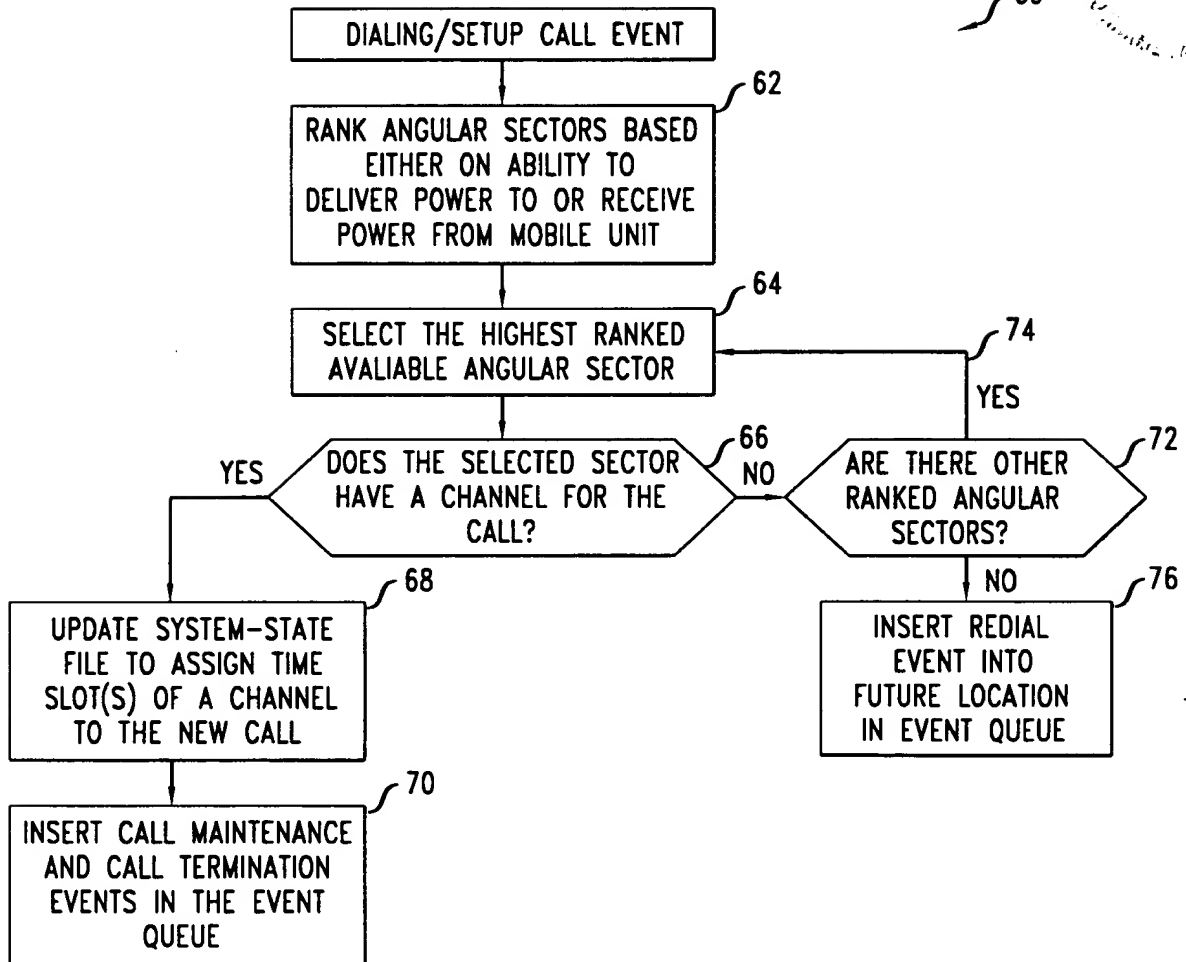 DIALING/SETUP CALL EVENT
62
RANK ANGULAR SECTORS BASED
EITHER ON ABILITY TO
DELIVER POWER TO OR RECEIVE
POWER FROM MOBILE UNIT
64
SELECT THE HIGHEST RANKED
AVALIABLE ANGULAR SECTOR
74
YES
66
DOES THE SELECTED SECTOR
HAVE A CHANNEL FOR THE
CALL?
YES
NO
72
ARE THERE OTHER
RANKED ANGULAR
SECTORS?
NO
68
UPDATE SYSTEM-STATE
FILE TO ASSIGN TIME
SLOT(S) OF A CHANNEL
TO THE NEW CALL
76
INSERT REDIAL
EVENT INTO
FUTURE LOCATION
IN EVENT QUEUE
70
INSERT CALL MAINTENANCE
AND CALL TERMINATION
EVENTS IN THE EVENT
QUEUE